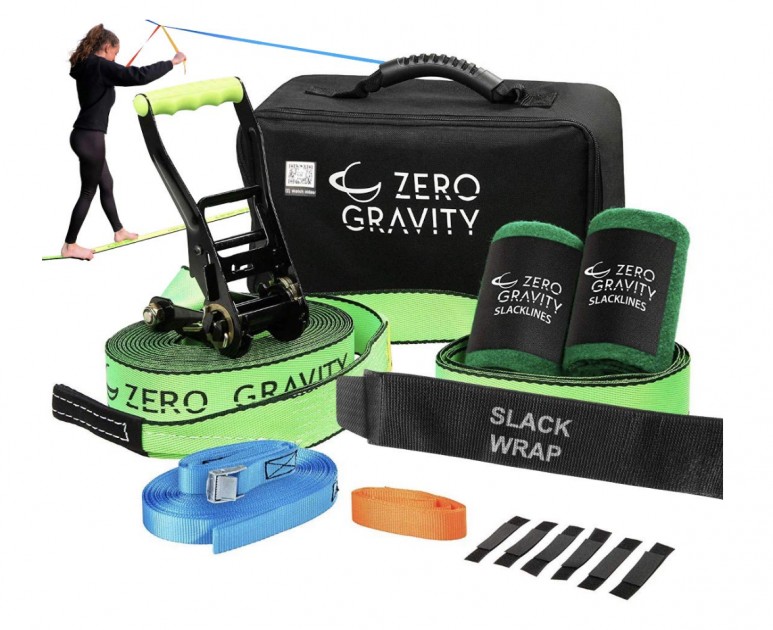 ZERO
GRAVITY
ZERO
GRAVITY
SLACKLINES
ZERO
GRAVITY
SLACKLINES
ZERO GRAVITY
SLACK
WRAP